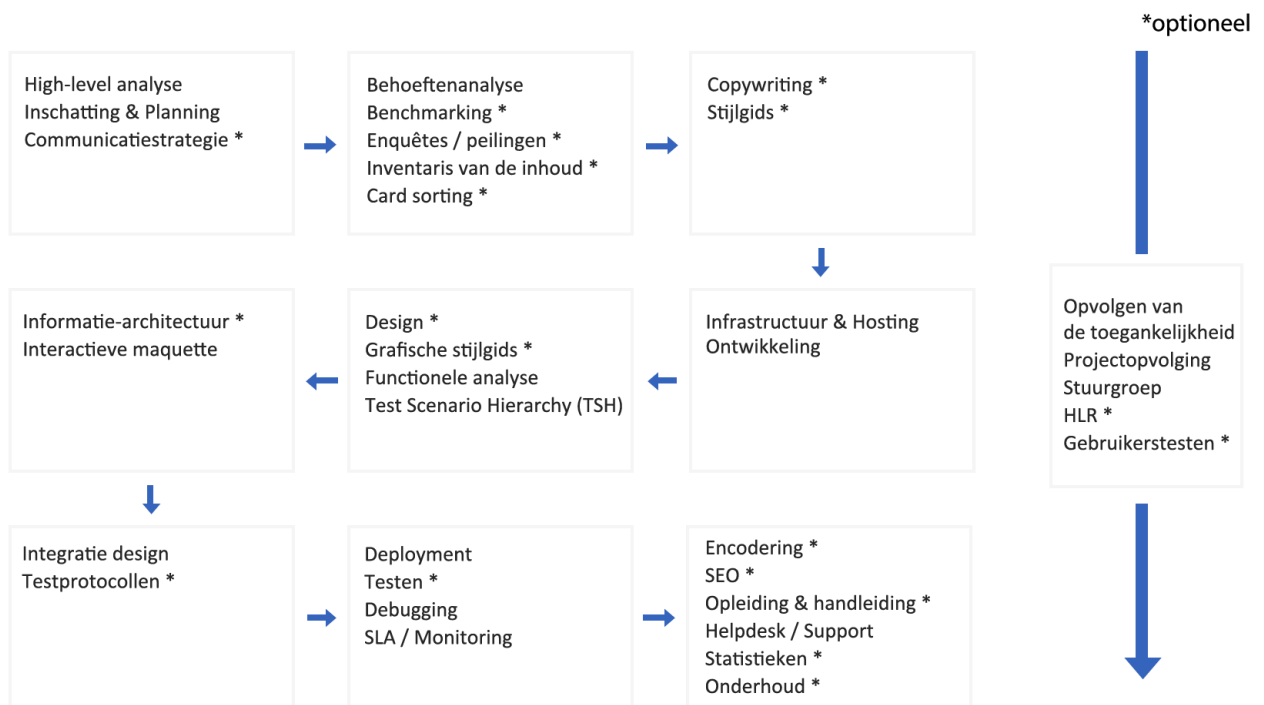 *optioneel
High-level analyse
Inschatting & Planning
Communicatiestrategie *
Behoeftenanalyse
Benchmarking *
Enquêtes / peilingen *
Inventaris van de inhoud *
Card sorting *
Copywriting *
Stijlgids *
Informatie-architectuur *
Interactieve maquette
Design *
Grafische stijlgids *
Functionele analyse
Test Scenario Hierarchy (TSH)
Infrastructuur & Hosting
Ontwikkeling
Opvolgen van
de toegankelijkheid
Projectopvolging
Stuurgroep
HLR *
Gebruikerstesten *
Integratie design
Testprotocollen *
Deployment
Testen *
Debugging
SLA / Monitoring
Encodering *
SEO *
Opleiding & handleiding *
Helpdesk / Support
Statistieken *
Onderhoud *